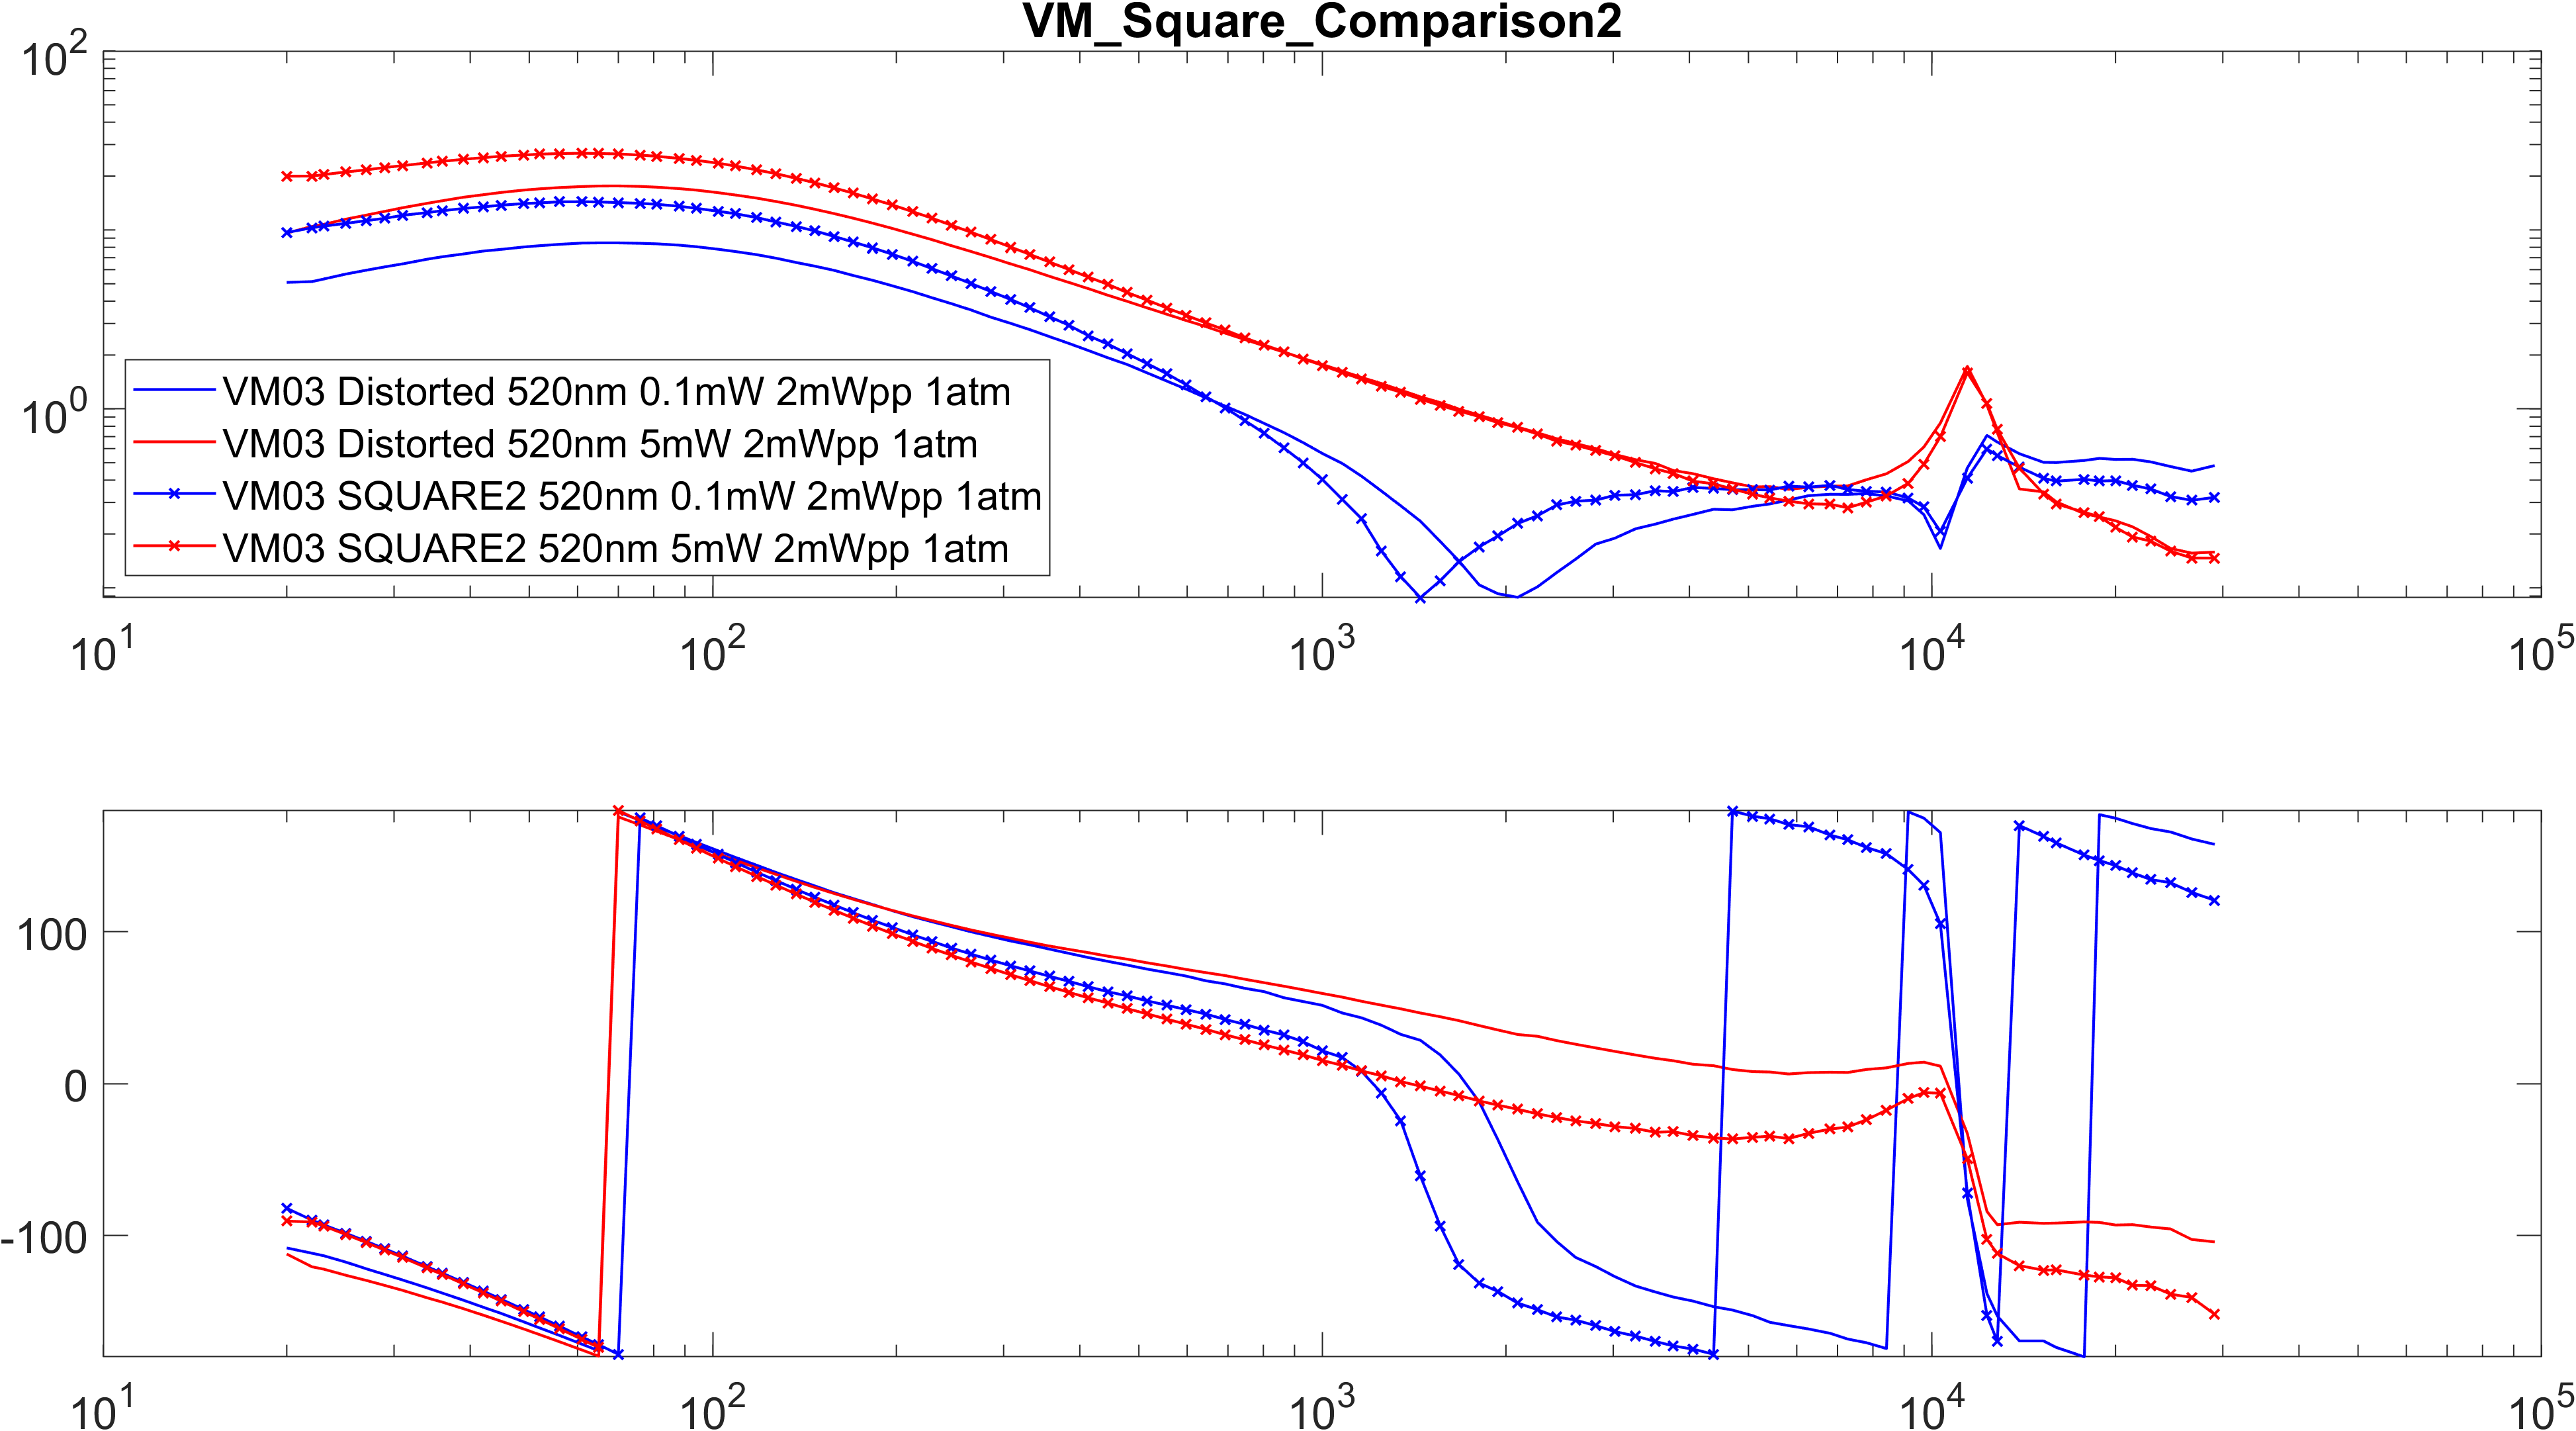 VM_Square_Comparison2
10^2
10^0
VM03 Distorted 520nm 0.1mW 2mWpp 1atm
VM03 Distorted 520nm 5mW 2mWpp 1atm
VM03 SQUARE2 520nm 0.1mW 2mWpp 1atm
VM03 SQUARE2 520nm 5mW 2mWpp 1atm
10^1 10^2 10^3 10^4 10^5
100
0
-100
10^1 10^2 10^3 10^4 10^5